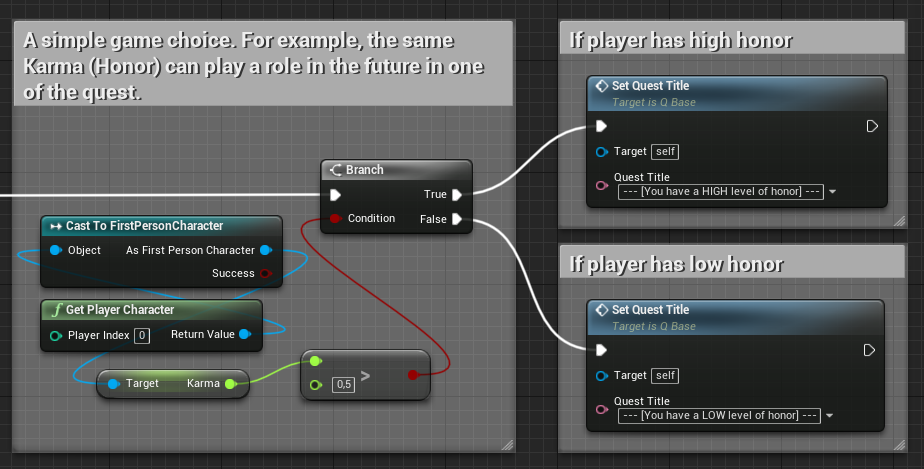 A simple game choice. For example, the same
Karma (Honor) can play a role in the future in one
of the quest.
Branch
True
Condition
False
Cast To FirstPersonCharacter
Object
As First Person Character
Success
Get Player Character
Player Index
0
Return Value
Target
Karma
0,5
>
If player has high honor
Set Quest Title
Target is Q Base
Target
self
Quest Title
--- [You have a HIGH level of honor] ---
If player has low honor
Set Quest Title
Target is Q Base
Target
self
Quest Title
--- [You have a LOW level of honor] ---